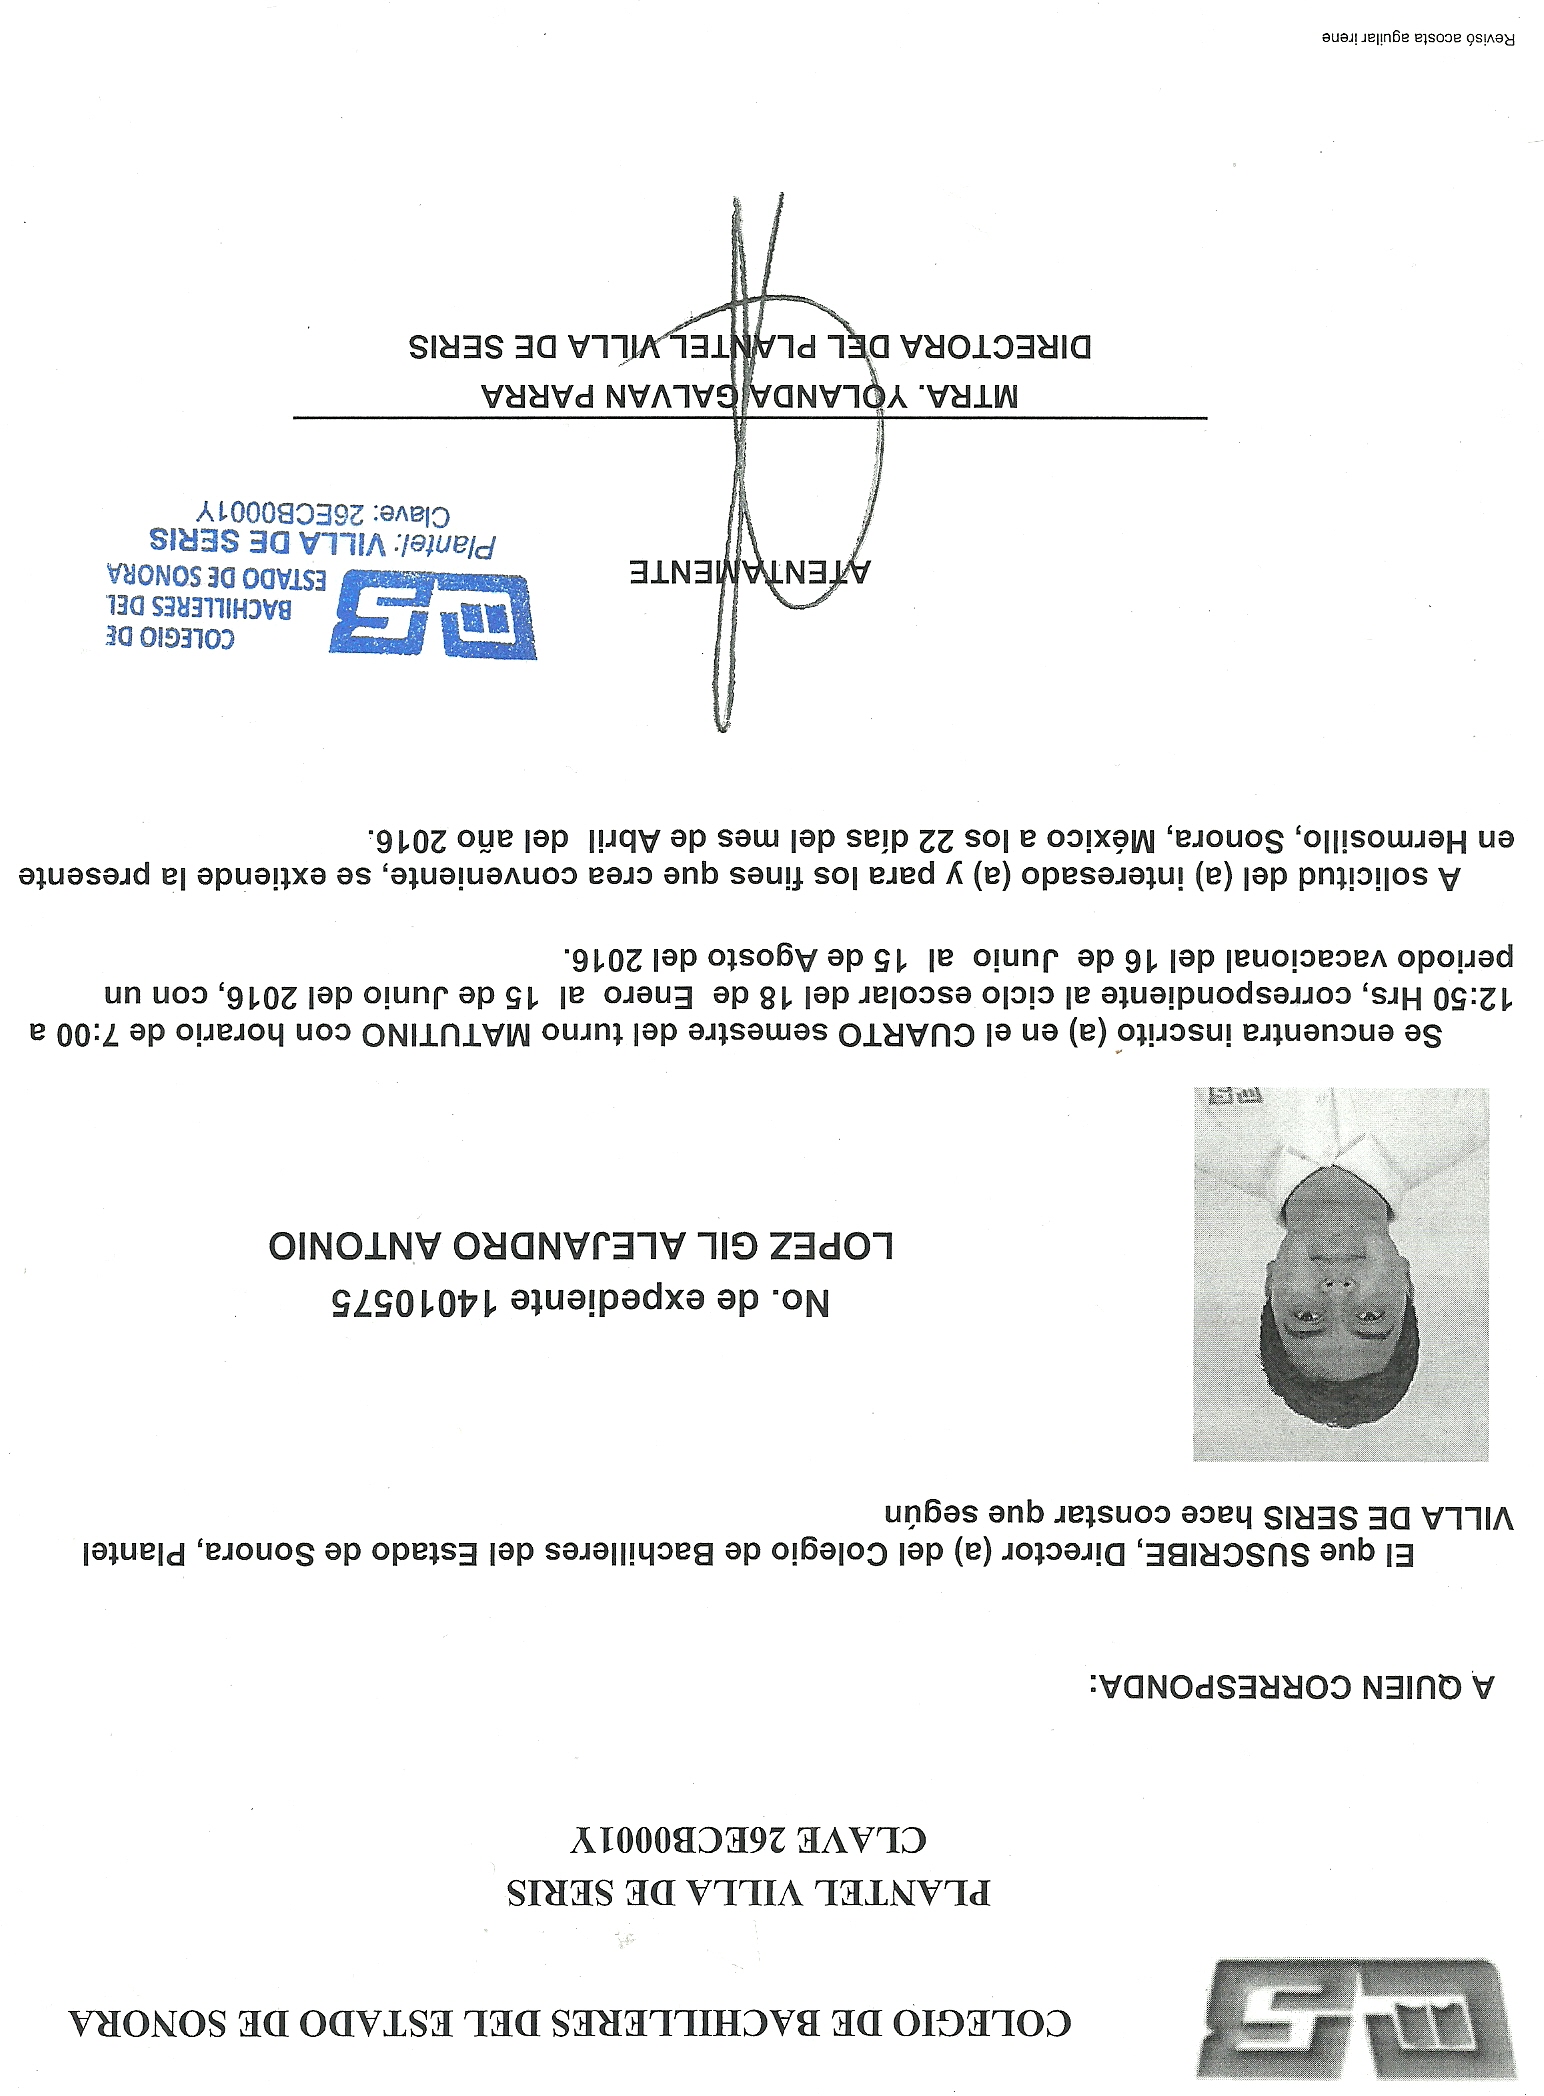 COLEGIO DE BACHILLERES DEL ESTADO DE SONORA
PLANTEL VILLA DE SERIS
CLAVE 26ECB0001Y
A QUIEN CORRESPONDA:
El que SUSCRIBE, Director (a) del Colegio de Bachilleres del Estado de Sonora, Plantel
VILLA DE SERIS hace constar que según
No. de expediente 14010575
LOPEZ GIL ALEJANDRO ANTONIO
Se encuentra inscrito (a) en el CUARTO semestre del turno MATUTINO con horario de 7:00 a
12:50 Hrs, correspondiente al ciclo escolar del 18 de Enero al 15 de Junio del 2016, con un
periodo vacacional del 16 de Junio al 15 de Agosto del 2016.
A solicitud del (a) interesado (a) y para los fines que crea conveniente, se extiende la presente
en Hermosillo, Sonora, México a los 22 días del mes de Abril del año 2016.
COLEGIO DE
BACHILLERES DEL
ESTADO DE SONORA
Plantel: VILLA DE SERIS
Clave: 26ECB0001Y
ATENTAMENTE
MTRA. YOLANDA GALVAN PARRA
DIRECTORA DEL PLANTEL VILLA DE SERIS
Revisó acosta aguilar irene